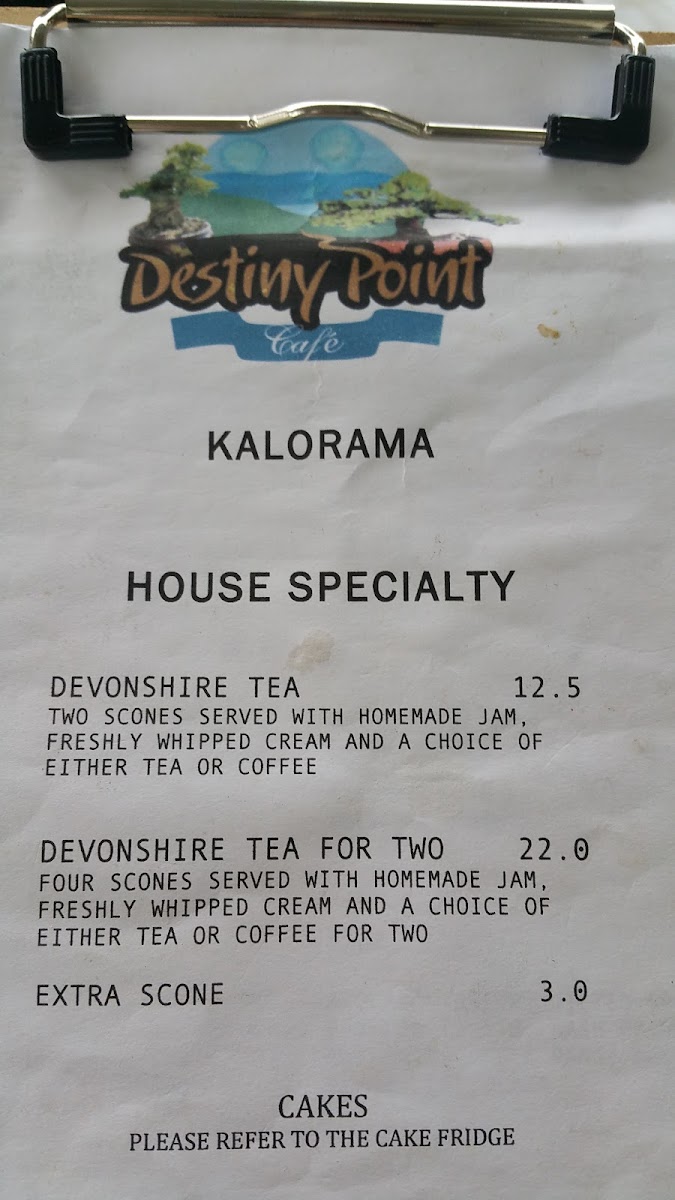 Destiny Point
Café
KALORAMA
HOUSE SPECIALTY
DEVONSHIRE TEA 12.5
TWO SCONES SERVED WITH HOMEMADE JAM,
FRESHLY WHIPPED CREAM AND A CHOICE OF
EITHER TEA OR COFFEE
DEVONSHIRE TEA FOR TWO 22.0
FOUR SCONES SERVED WITH HOMEMADE JAM,
FRESHLY WHIPPED CREAM AND A CHOICE OF
EITHER TEA OR COFFEE FOR TWO
EXTRA SCONE 3.0
CAKES
PLEASE REFER TO THE CAKE FRIDGE